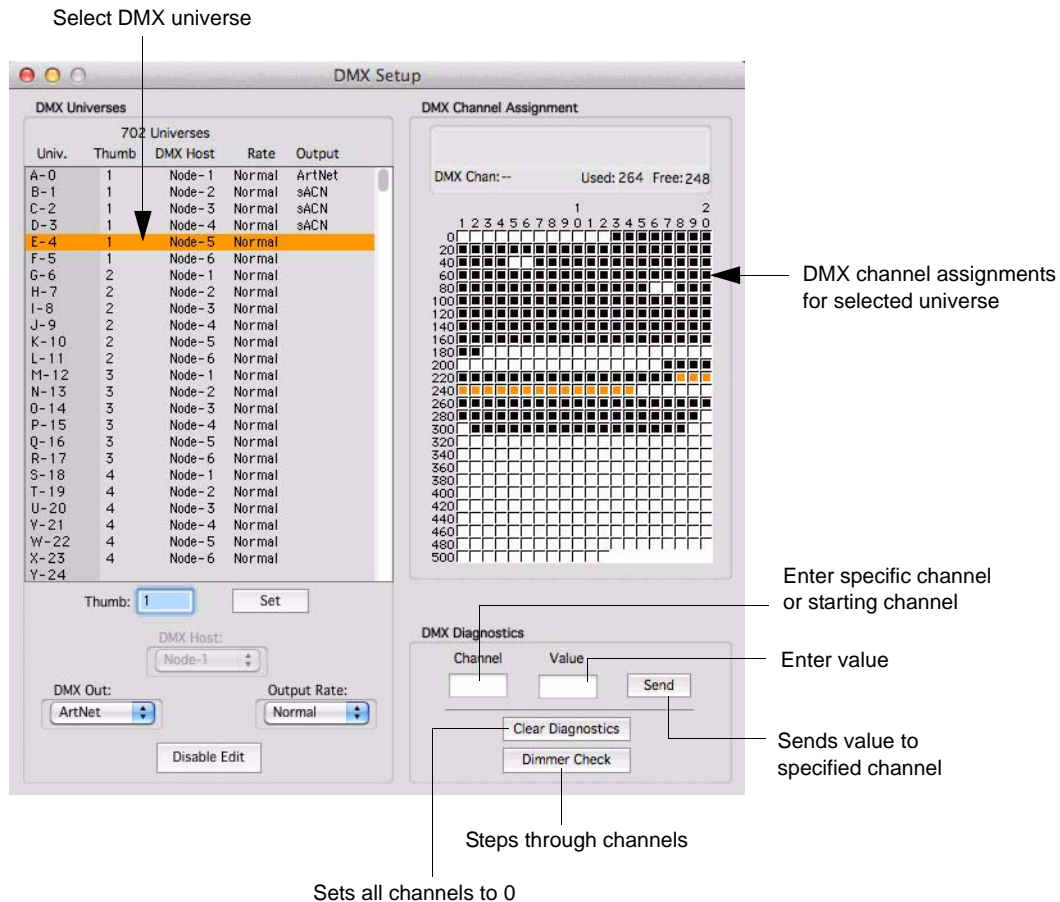 Select DMX universe
DMX Setup
DMX Universes
702 Universes
Univ. Thumb DMX Host Rate Output
A-0 1 Node-1 Normal ArtNet
B-1 1 Node-2 Normal sACN
C-2 1 Node-3 Normal sACN
D-3 1 Node-4 Normal sACN
E-4 1 Node-5 Normal
F-5 1 Node-6 Normal
G-6 2 Node-1 Normal
H-7 2 Node-2 Normal
I-8 2 Node-3 Normal
J-9 2 Node-4 Normal
K-10 2 Node-5 Normal
L-11 2 Node-6 Normal
M-12 3 Node-1 Normal
N-13 3 Node-2 Normal
O-14 3 Node-3 Normal
P-15 3 Node-4 Normal
Q-16 3 Node-5 Normal
R-17 3 Node-6 Normal
S-18 4 Node-1 Normal
T-19 4 Node-2 Normal
U-20 4 Node-3 Normal
V-21 4 Node-4 Normal
W-22 4 Node-5 Normal
X-23 4 Node-6 Normal
Y-24
Thumb: 1 Set
DMX Host:
Node-1
DMX Out: Output Rate:
ArtNet Normal
Disable Edit
DMX Channel Assignment
DMX Chan:-- Used: 264 Free: 248
1 2
1 2 3 4 5 6 7 8 9 0 1 2 3 4 5 6 7 8 9 0
0
20
40
60
80
100
120
140
160
180
200
220
240
260
280
300
320
340
360
380
400
420
440
460
480
500
DMX channel assignments
for selected universe
Enter specific channel
or starting channel
DMX Diagnostics
Channel Value
Enter value
Send
Clear Diagnostics
Dimmer Check
Sends value to
specified channel
Steps through channels
Sets all channels to 0